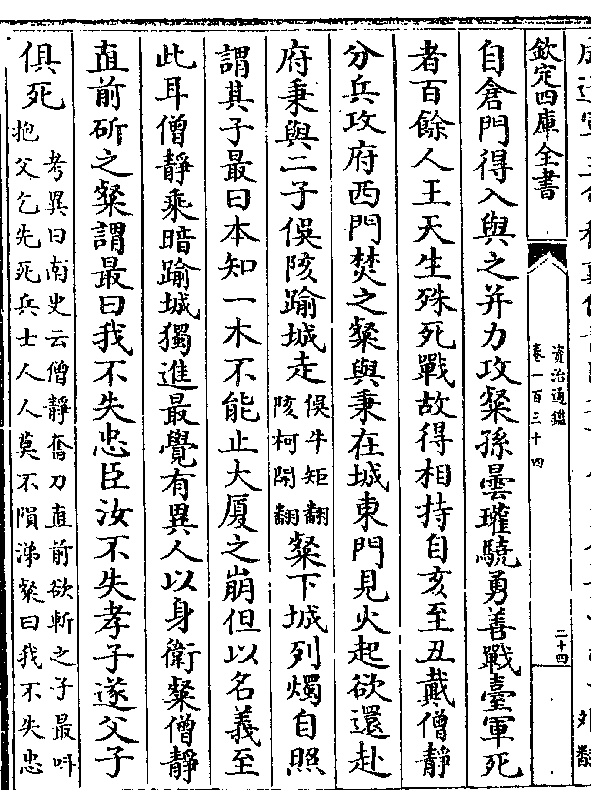 欽定四庫全書
資治通鑑
卷一百三十四
二十四
自倉門得入與之并力攻粲孫曇瓘驍勇善戰臺軍死
者百餘人王天生殊死戰故得相持自亥至丑戴僧靜
分兵攻府西門焚之粲與秉在城東門見火起欲還赴
府秉與二子俁陔踰城走俁牛矩翻陔柯開翻粲下城列燭自照
謂其子最曰本知一木不能止大厦之崩但以名義至
此耳僧靜乘暗踰城獨進最覺有異人以身衛粲僧靜
直前斫之粲謂最曰我不失忠臣汝不失孝子遂父子
俱死考異曰南史云僧靜奮刀直前欲斬之子最叫
抱父乞先死兵士人人莫不隕涕粲曰我不失忠